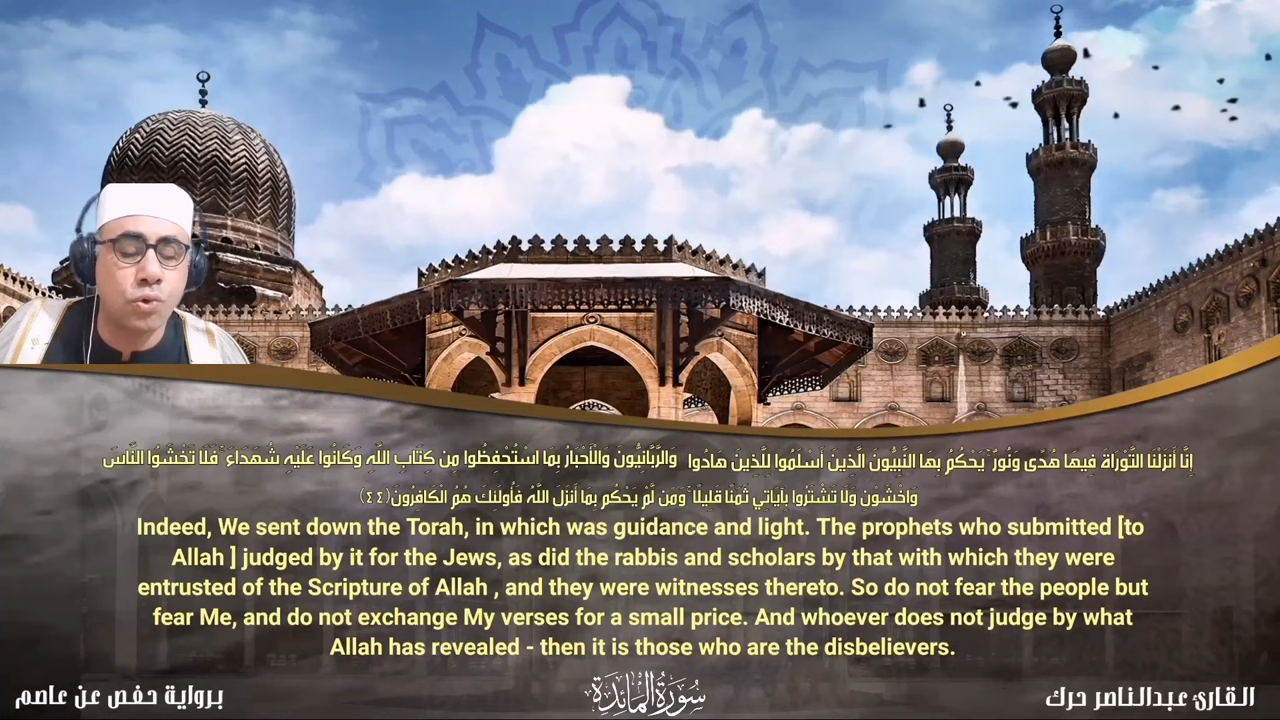 إِنَّا أَنزَلْنَا التَّوْرَاةَ فِيهَا هُدًى وَنُورٌ ۚ يَحْكُمُ بِهَا النَّبِيُّونَ الَّذِينَ أَسْلَمُوا لِلَّذِينَ هَادُوا وَالرَّبَّانِيُّونَ وَالْأَحْبَارُ بِمَا اسْتُحْفِظُوا مِن كِتَابِ اللَّهِ وَكَانُوا عَلَيْهِ شُهَدَاءَ ۚ فَلَا تَخْشَوُا النَّاسَ
وَاخْشَوْنِ وَلَا تَشْتَرُوا بِآيَاتِي ثَمَنًا قَلِيلًا ۚ وَمَن لَّمْ يَحْكُم بِمَا أَنزَلَ اللَّهُ فَأُولَٰئِكَ هُمُ الْكَافِرُونَ(٤٤)
Indeed, We sent down the Torah, in which was guidance and light. The prophets who submitted [to
Allah ] judged by it for the Jews, as did the rabbis and scholars by that with which they were
entrusted of the Scripture of Allah , and they were witnesses thereto. So do not fear the people but
fear Me, and do not exchange My verses for a small price. And whoever does not judge by what
Allah has revealed - then it is those who are the disbelievers.
القارئ عبدالناصر حرك
سُورَةُ المَائِدَةِ
برواية حفص عن عاصم